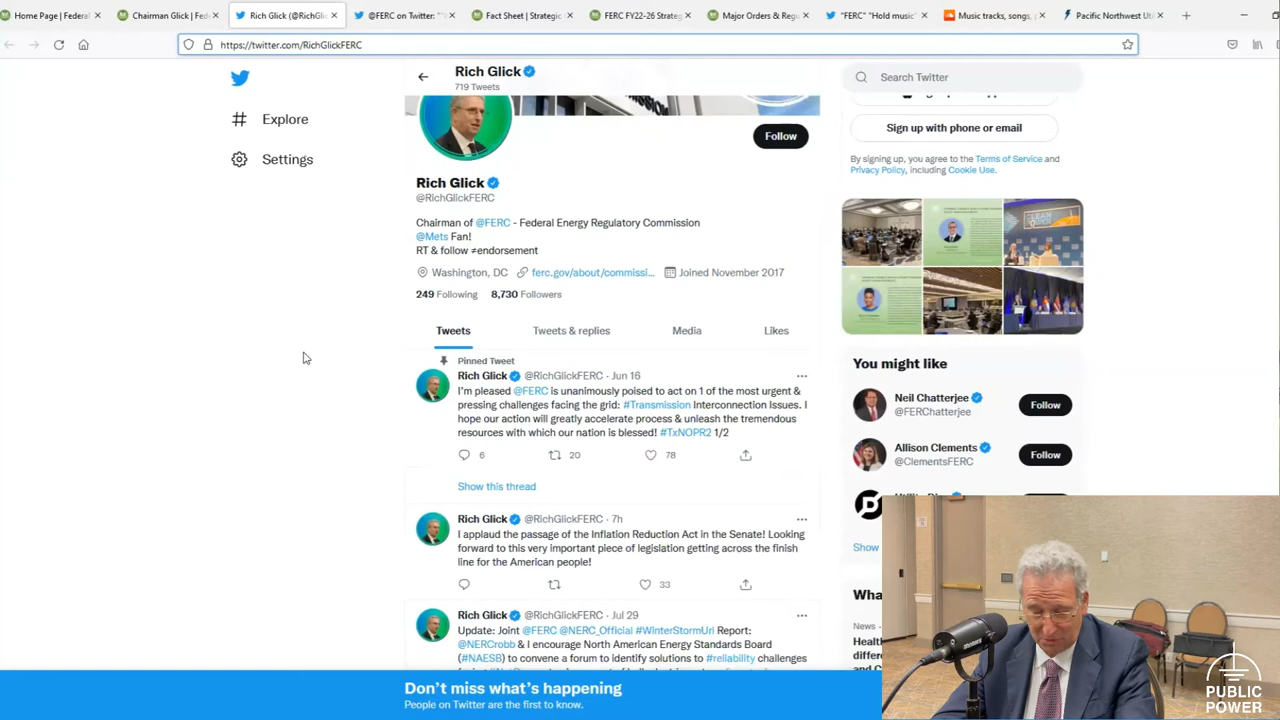 Home Page | Federal
Chairman Glick | Fede
Rich Glick (@RichGli
@FERC on Twitter: "
Fact Sheet | Strategic
FERC FY22-26 Strateg
Major Orders & Regu
"FERC" "Hold music"
Music tracks, songs,
Pacific Northwest Uti
https://twitter.com/RichGlickFERC
Explore
Settings
Rich Glick
719 Tweets
Follow
Rich Glick
@RichGlickFERC
Chairman of @FERC - Federal Energy Regulatory Commission
@Mets Fan!
RT & follow ≠endorsement
Washington, DC ferc.gov/about/commissi... Joined November 2017
249 Following 8,730 Followers
Tweets Tweets & replies Media Likes
Pinned Tweet
Rich Glick @RichGlickFERC · Jun 16
I'm pleased @FERC is unanimously poised to act on 1 of the most urgent &
pressing challenges facing the grid: #Transmission Interconnection Issues. I
hope our action will greatly accelerate process & unleash the tremendous
resources with which our nation is blessed! #TxNOPR2 1/2
6 20 78
Show this thread
Rich Glick @RichGlickFERC · 7h
I applaud the passage of the Inflation Reduction Act in the Senate! Looking
forward to this very important piece of legislation getting across the finish
line for the American people!
33
Rich Glick @RichGlickFERC · Jul 29
Update: Joint @FERC @NERC_Official #WinterStormUri Report:
@NERCrobb & I encourage North American Energy Standards Board
(#NAESB) to convene a forum to identify solutions to #reliability challenges
Don't miss what's happening
People on Twitter are the first to know.
Search Twitter
Sign up with phone or email
By signing up, you agree to the Terms of Service and
Privacy Policy, including Cookie Use.
You might like
Neil Chatterjee
@FERChatterjee
Follow
Allison Clements
@ClementsFERC
Follow
Show
Wha
News
Healt
differe
and C
PUBLIC
POWER